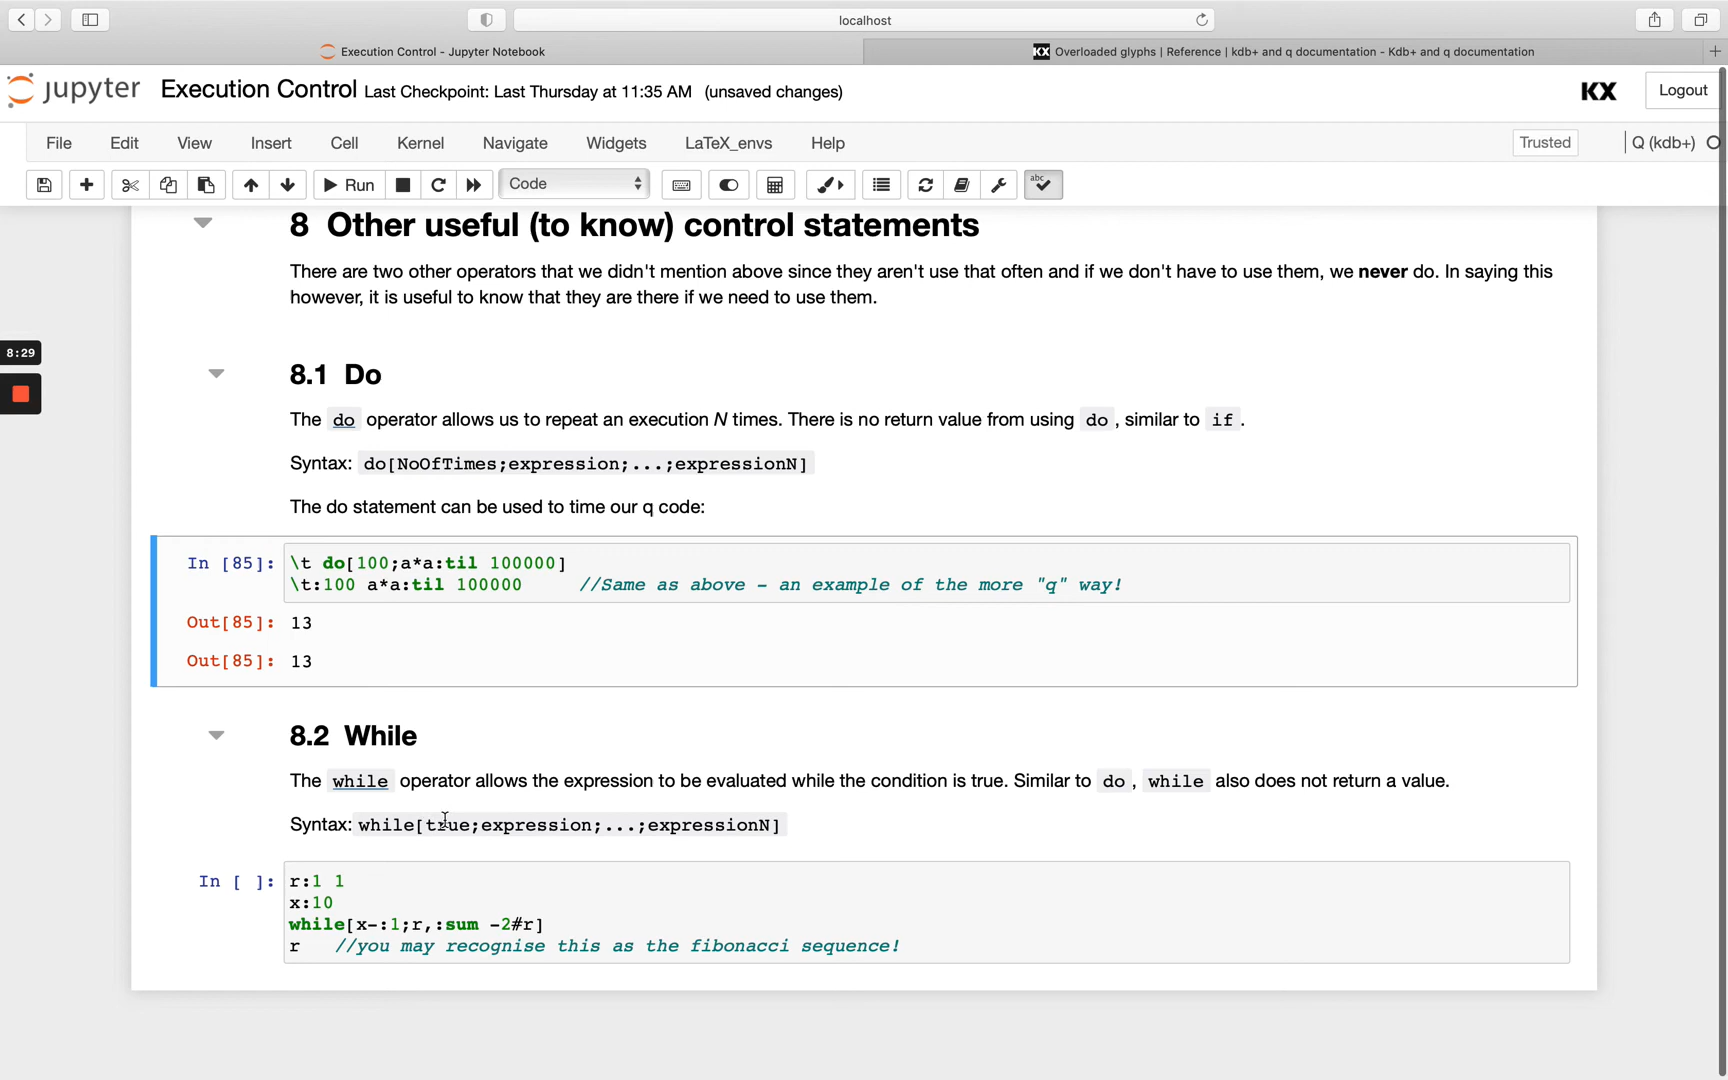 localhost
Execution Control - Jupyter Notebook
KX Overloaded glyphs | Reference | kdb+ and q documentation - Kdb+ and q documentation
jupyter Execution Control Last Checkpoint: Last Thursday at 11:35 AM (unsaved changes) KX Logout
File Edit View Insert Cell Kernel Navigate Widgets LaTeX_envs Help Trusted Q (kdb+)
Run Code abc
8 Other useful (to know) control statements
There are two other operators that we didn't mention above since they aren't use that often and if we don't have to use them, we never do. In saying this
however, it is useful to know that they are there if we need to use them.
8:29
8.1 Do
The do operator allows us to repeat an execution N times. There is no return value from using do , similar to if .
Syntax: do[NoOfTimes;expression;...;expressionN]
The do statement can be used to time our q code:
In [85]: \t do[100;a*a:til 100000]
\t:100 a*a:til 100000 //Same as above - an example of the more "q" way!
Out[85]: 13
Out[85]: 13
8.2 While
The while operator allows the expression to be evaluated while the condition is true. Similar to do , while also does not return a value.
Syntax: while[true;expression;...;expressionN]
In [ ]: r:1 1
x:10
while[x-:1;r,:sum -2#r]
r //you may recognise this as the fibonacci sequence!